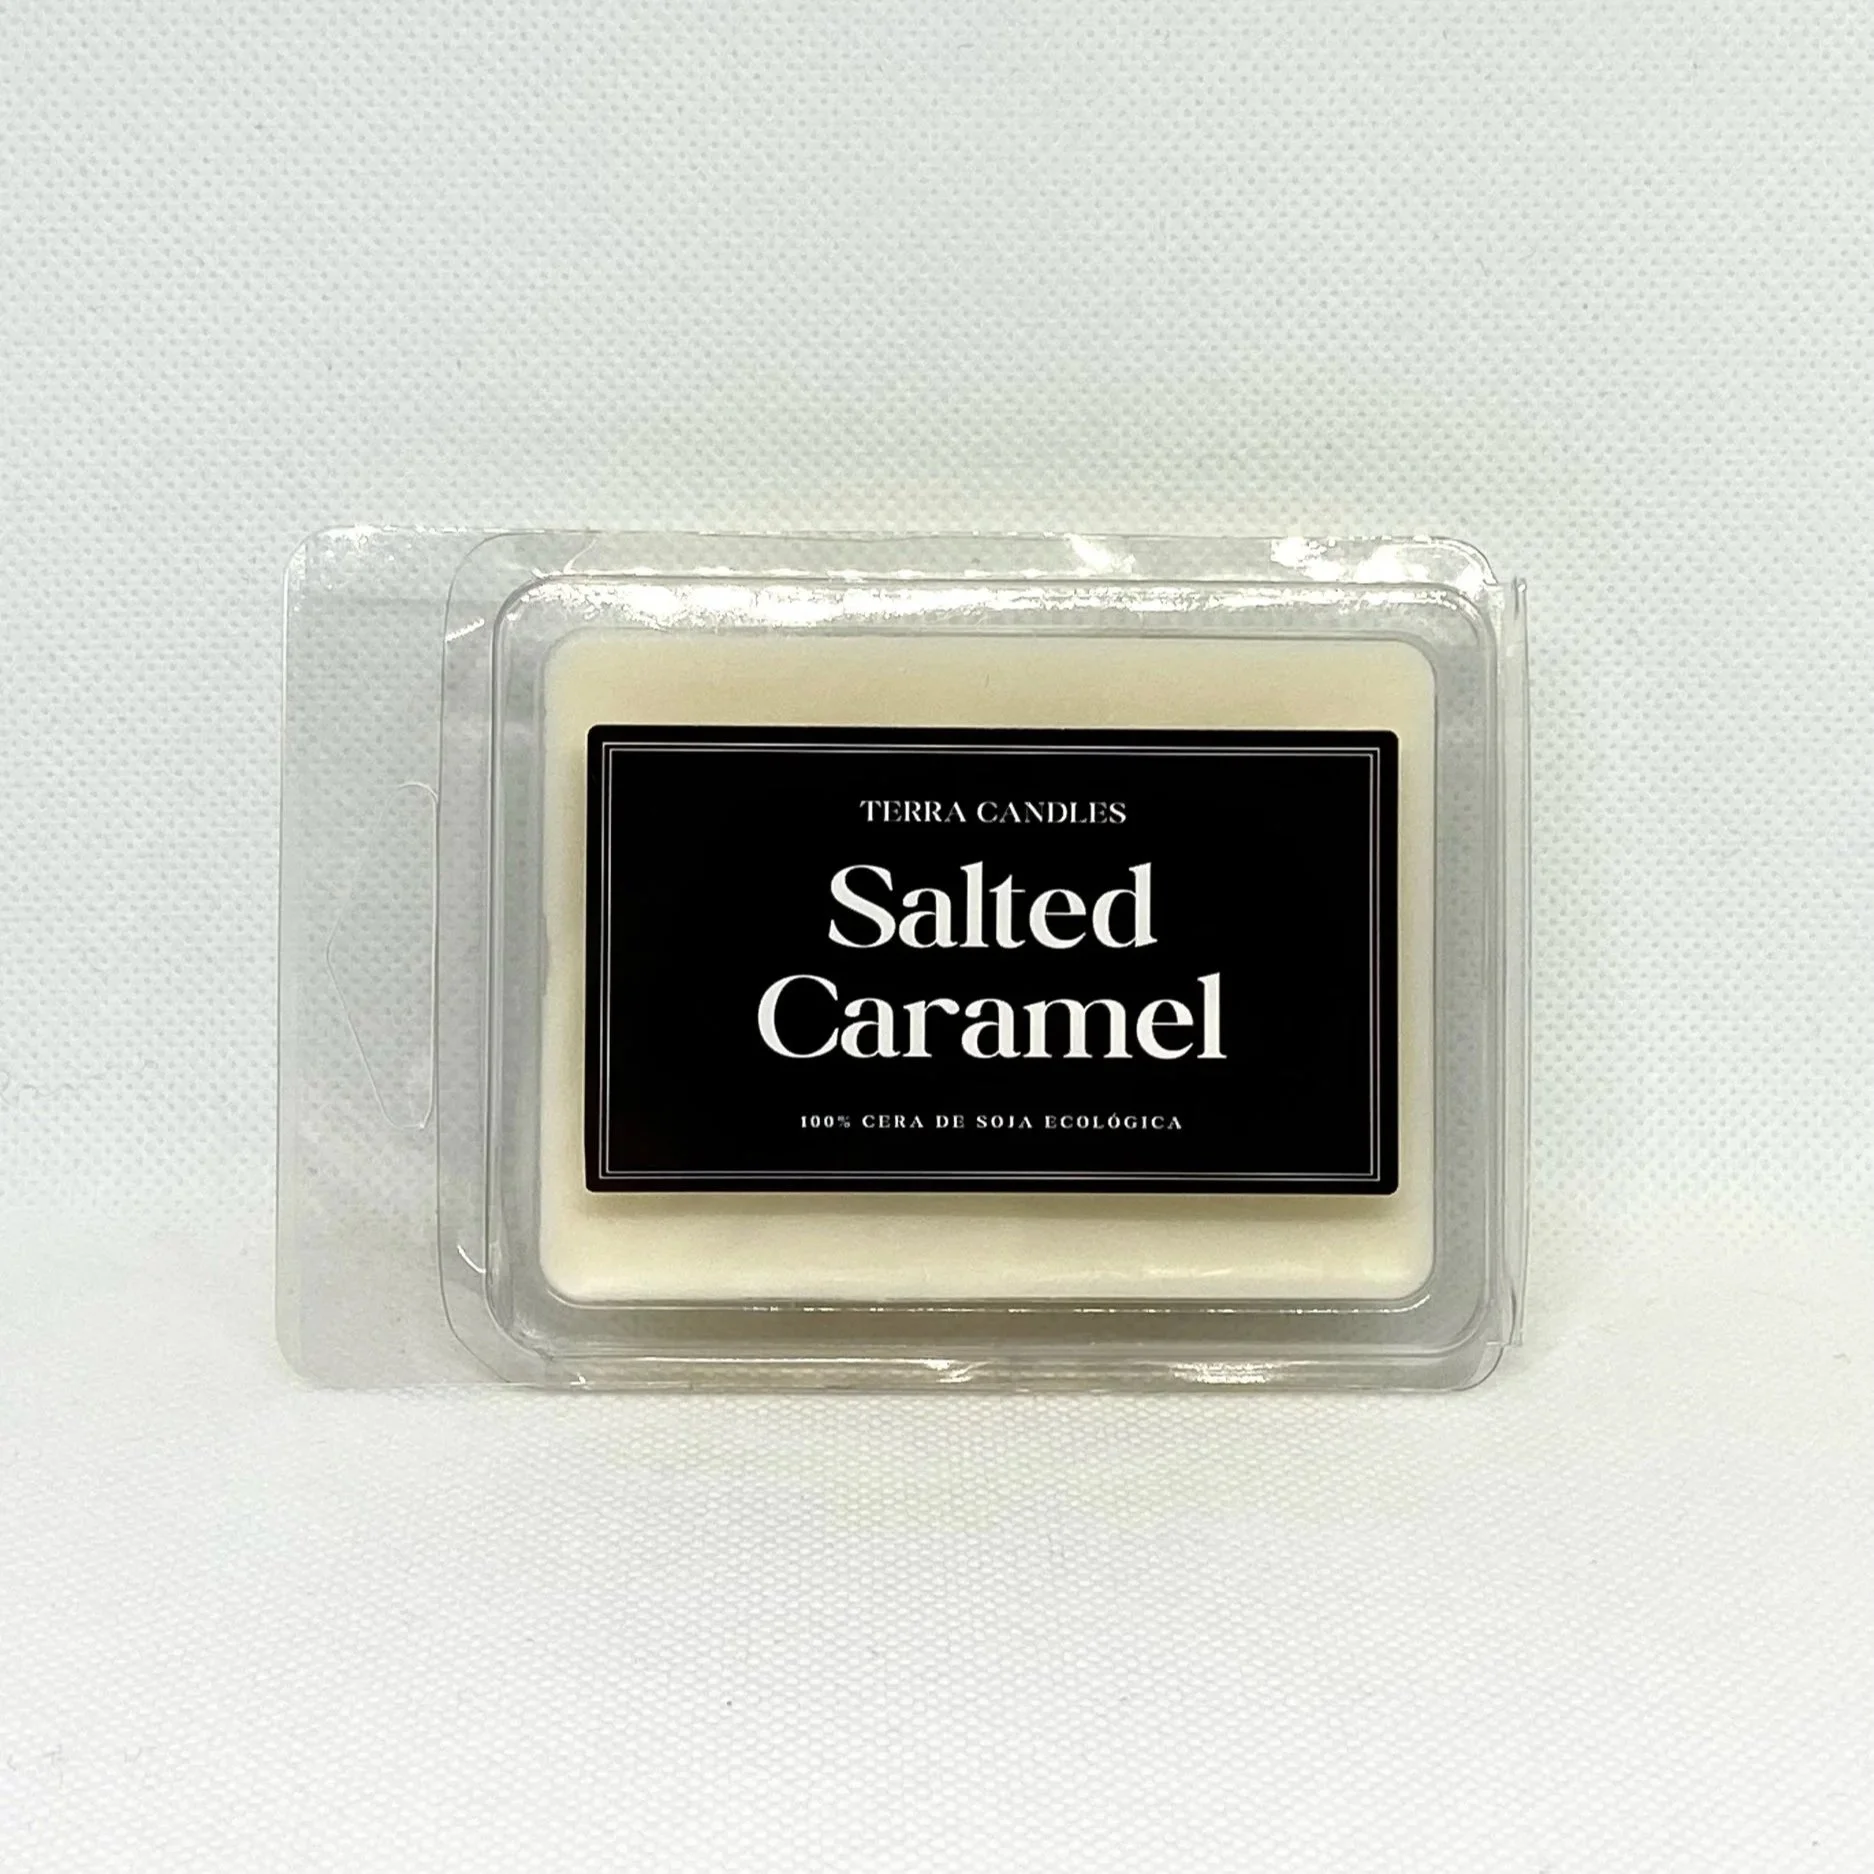 TERRA CANDLES
Salted
Caramel
100% CERA DE SOJA ECOLÓGICA